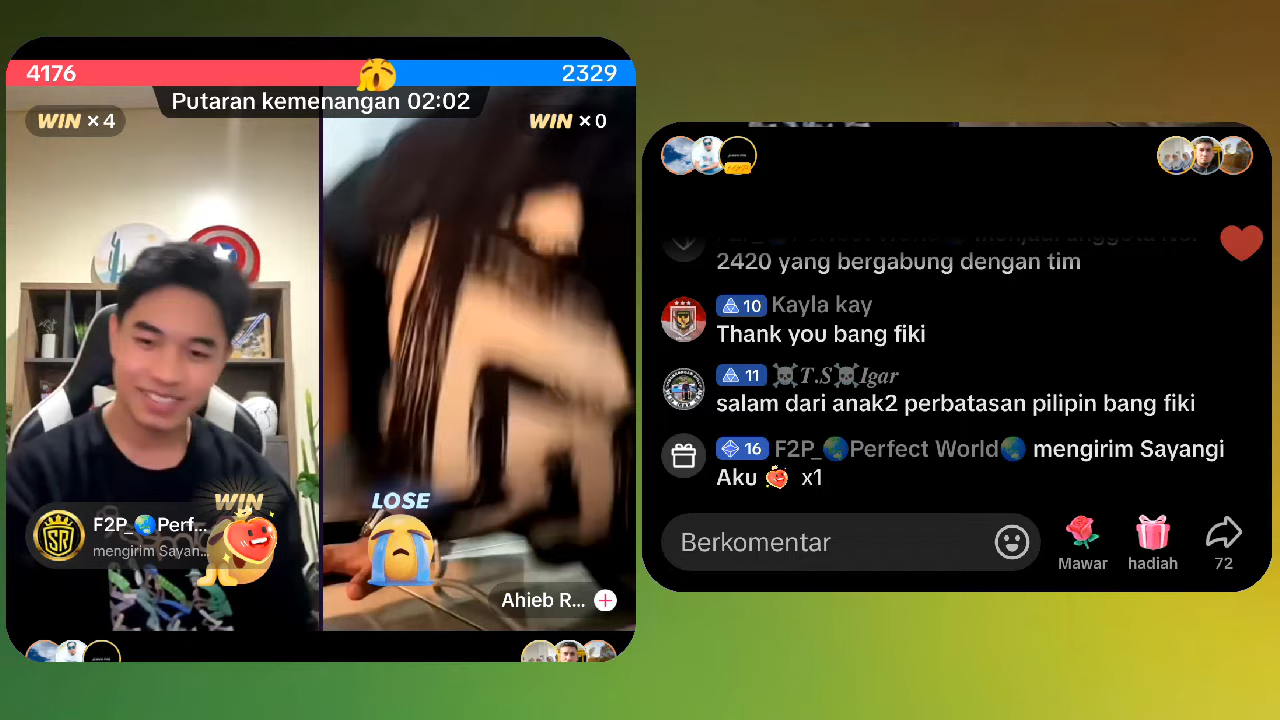 4176
2329
Putaran kemenangan 02:02
WIN × 4
WIN × 0
WIN
LOSE
F2P_🌏Perf...
mengirim Sayan...
SR
Ahieb R...
2420 yang bergabung dengan tim
10 Kayla kay
Thank you bang fiki
11 ☠️T.S☠️Igar
salam dari anak2 perbatasan pilipin bang fiki
16 F2P_🌏Perfect World🌏 mengirim Sayangi
Aku x1
Berkomentar
Mawar
hadiah
72